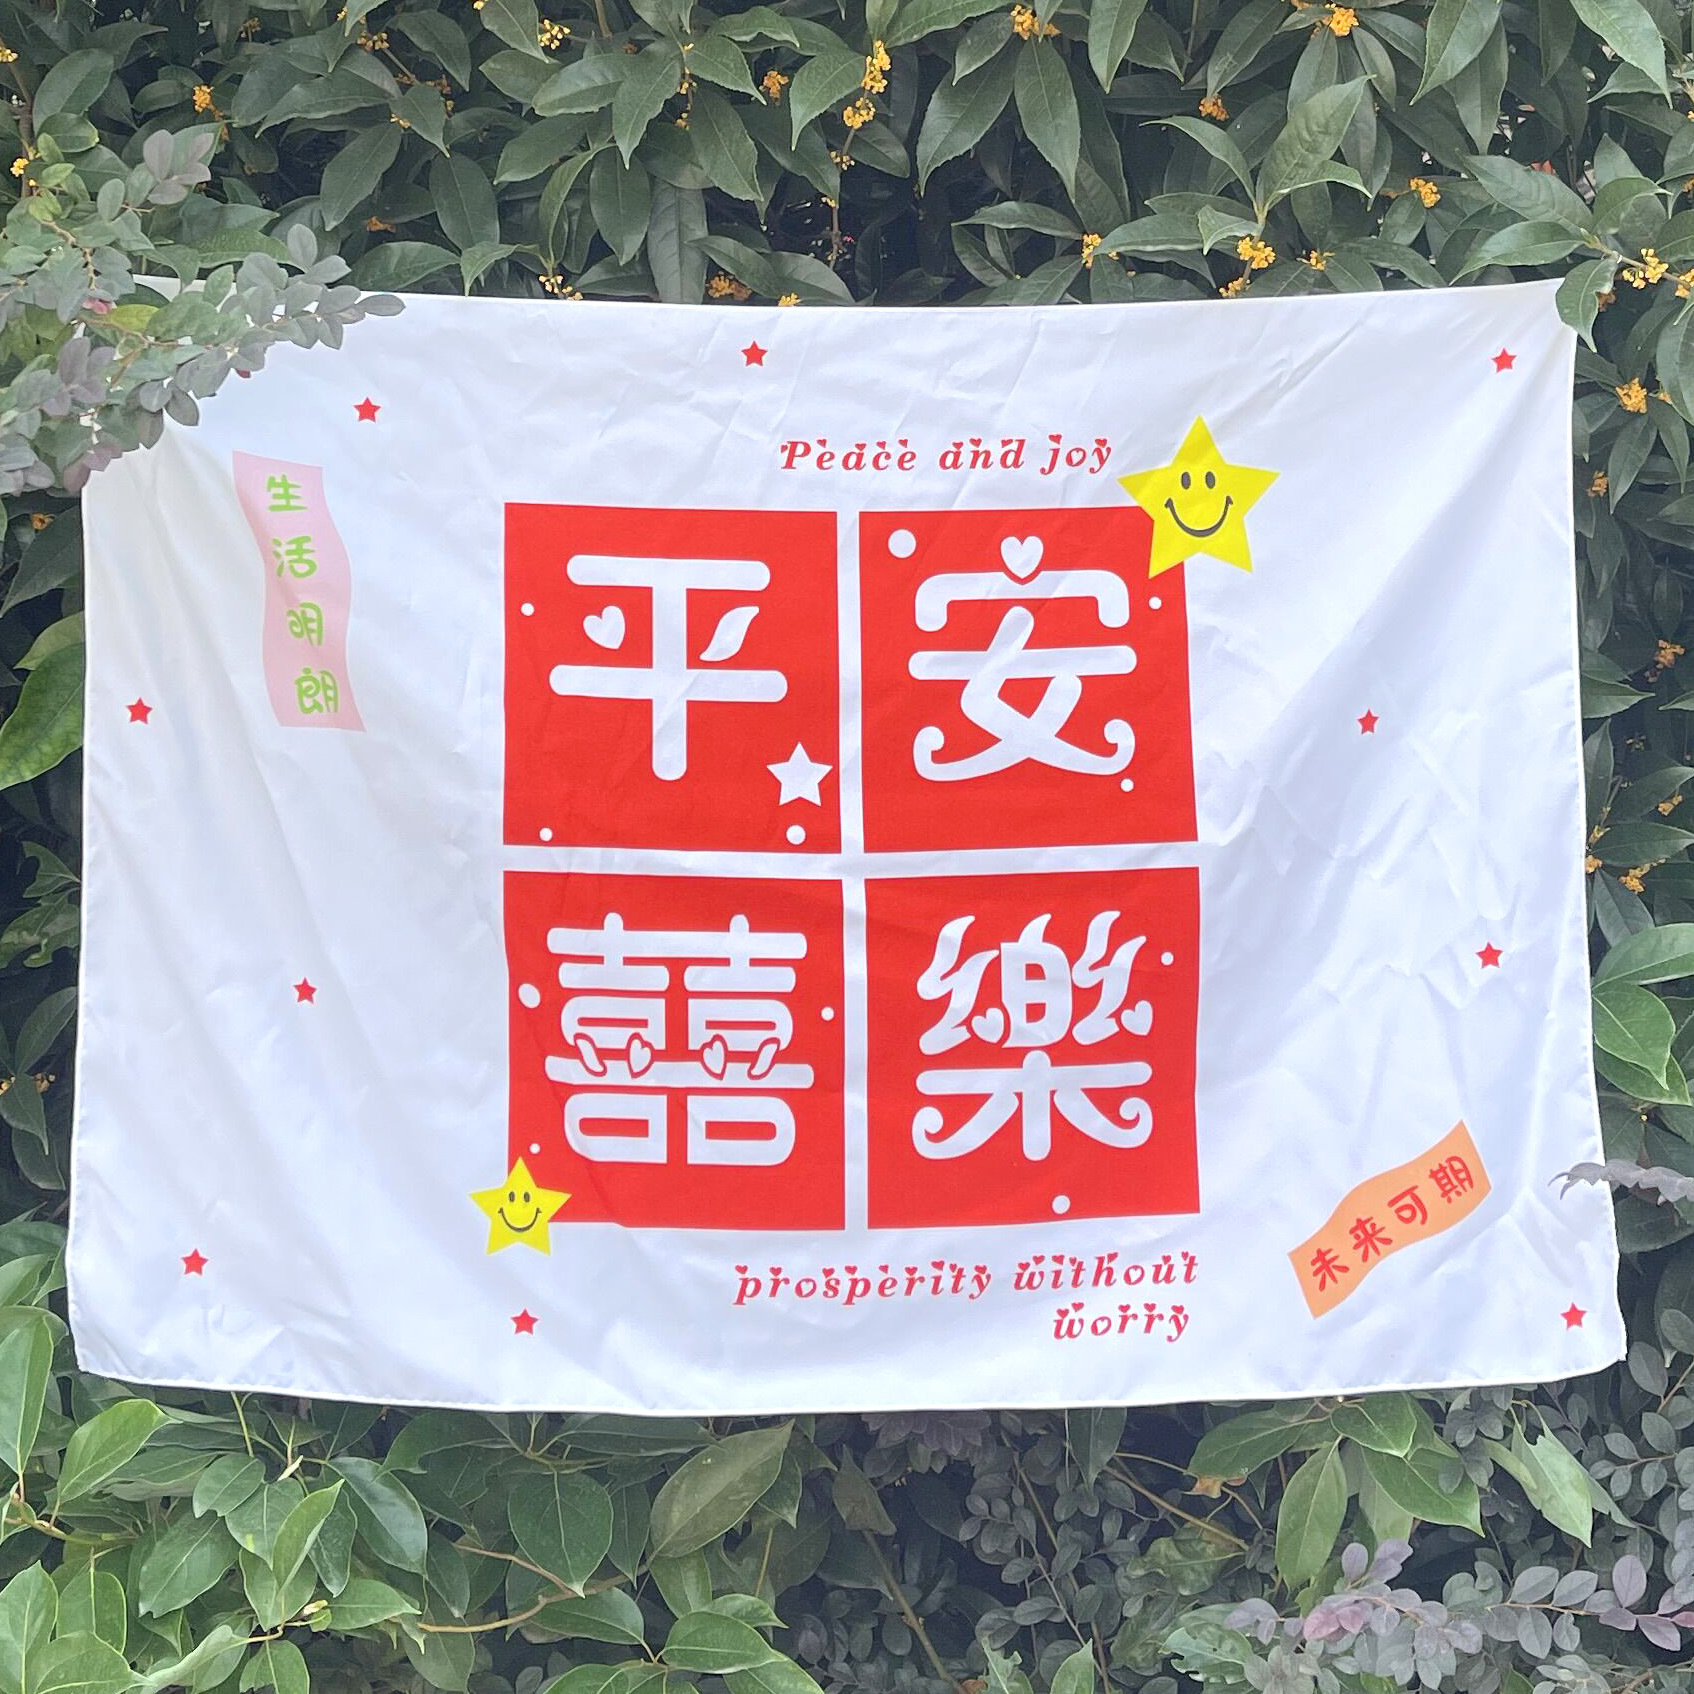 Peace and joy
生活明朗
平安
囍樂
未来可期
prosperity without
worry